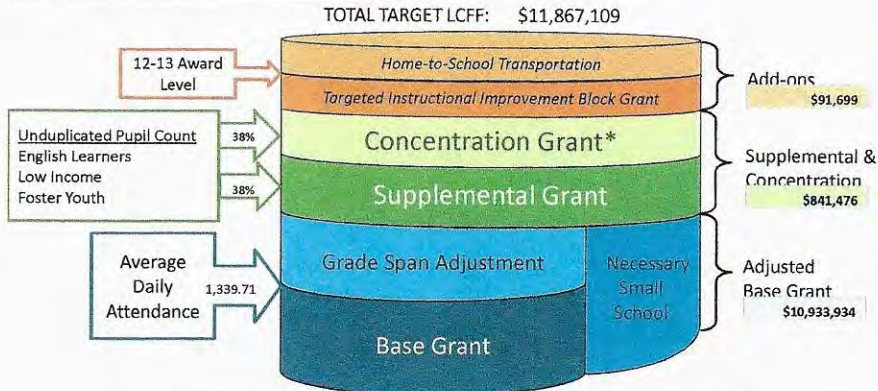 TOTAL TARGET LCFF: $11,867,109
12-13 Award
Level
Home-to-School Transportation
Targeted Instructional Improvement Block Grant
Add-ons
$91,699
Unduplicated Pupil Count
English Learners
Low Income
Foster Youth
38%
38%
Concentration Grant*
Supplemental Grant
Supplemental &
Concentration
$841,476
Average
Daily
Attendance
1,339.71
Grade Span Adjustment
Base Grant
Necessary
Small
School
Adjusted
Base Grant
$10,933,934